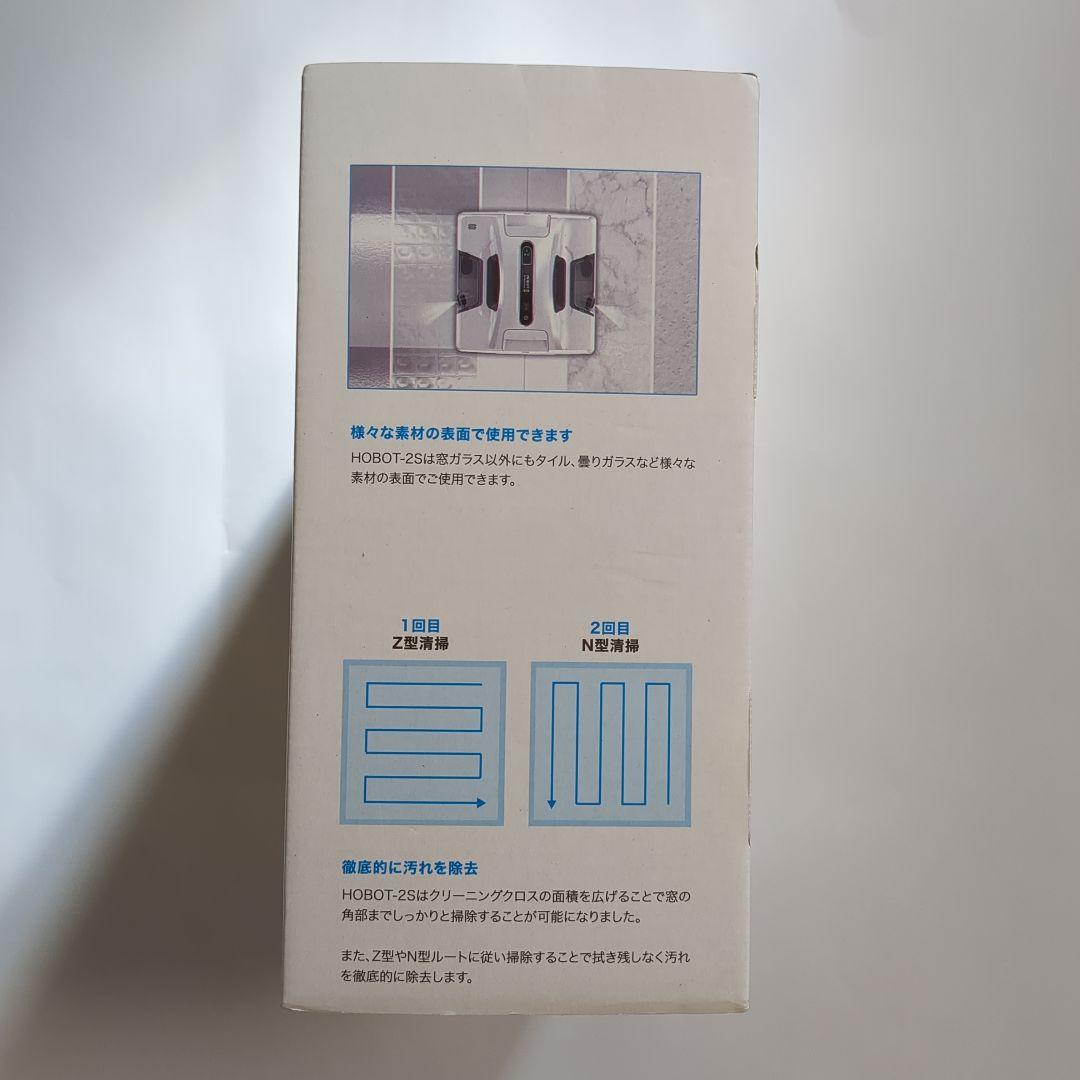 様々な素材の表面で使用できます
HOBOT-2Sは窓ガラス以外にもタイル、曇りガラスなど様々な
素材の表面でご使用できます。
1回目
Z型清掃
2回目
N型清掃
徹底的に汚れを除去
HOBOT-2Sはクリーニングクロスの面積を広げることで窓の
角部までしっかりと掃除することが可能になりました。
また、Z型やN型ルートに従い掃除することで拭き残しなく汚れ
を徹底的に除去します。